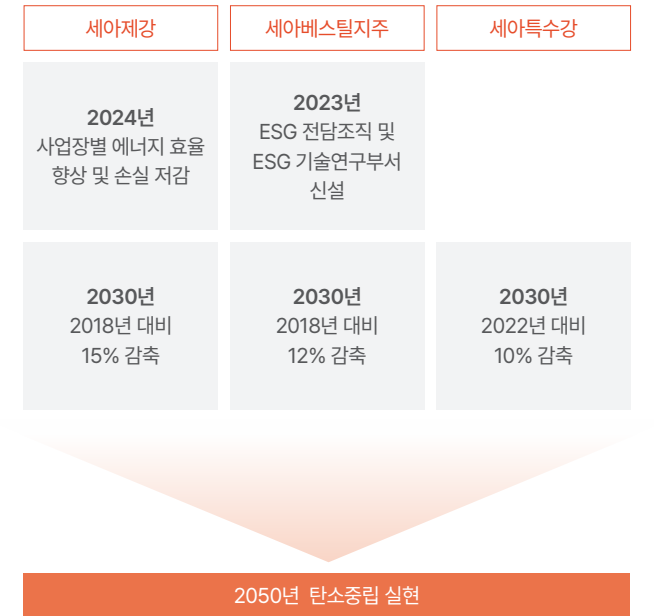 세아제강
세아베스틸지주
세아특수강
2024년
사업장별 에너지 효율
향상 및 손실 저감
2023년
ESG 전담조직 및
ESG 기술연구부서
신설
2030년
2018년 대비
15% 감축
2030년
2018년 대비
12% 감축
2030년
2022년 대비
10% 감축
2050년 탄소중립 실현